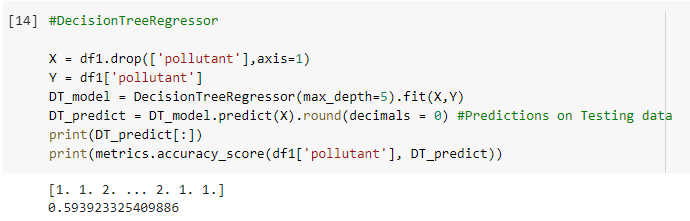 [14] #DecisionTreeRegressor
X = df1.drop(['pollutant'],axis=1)
Y = df1['pollutant']
DT_model = DecisionTreeRegressor(max_depth=5).fit(X,Y)
DT_predict = DT_model.predict(X).round(decimals = 0) #Predictions on Testing data
print(DT_predict[:])
print(metrics.accuracy_score(df1['pollutant'], DT_predict))
[1. 1. 2. ... 2. 1. 1.]
0.593923325409886